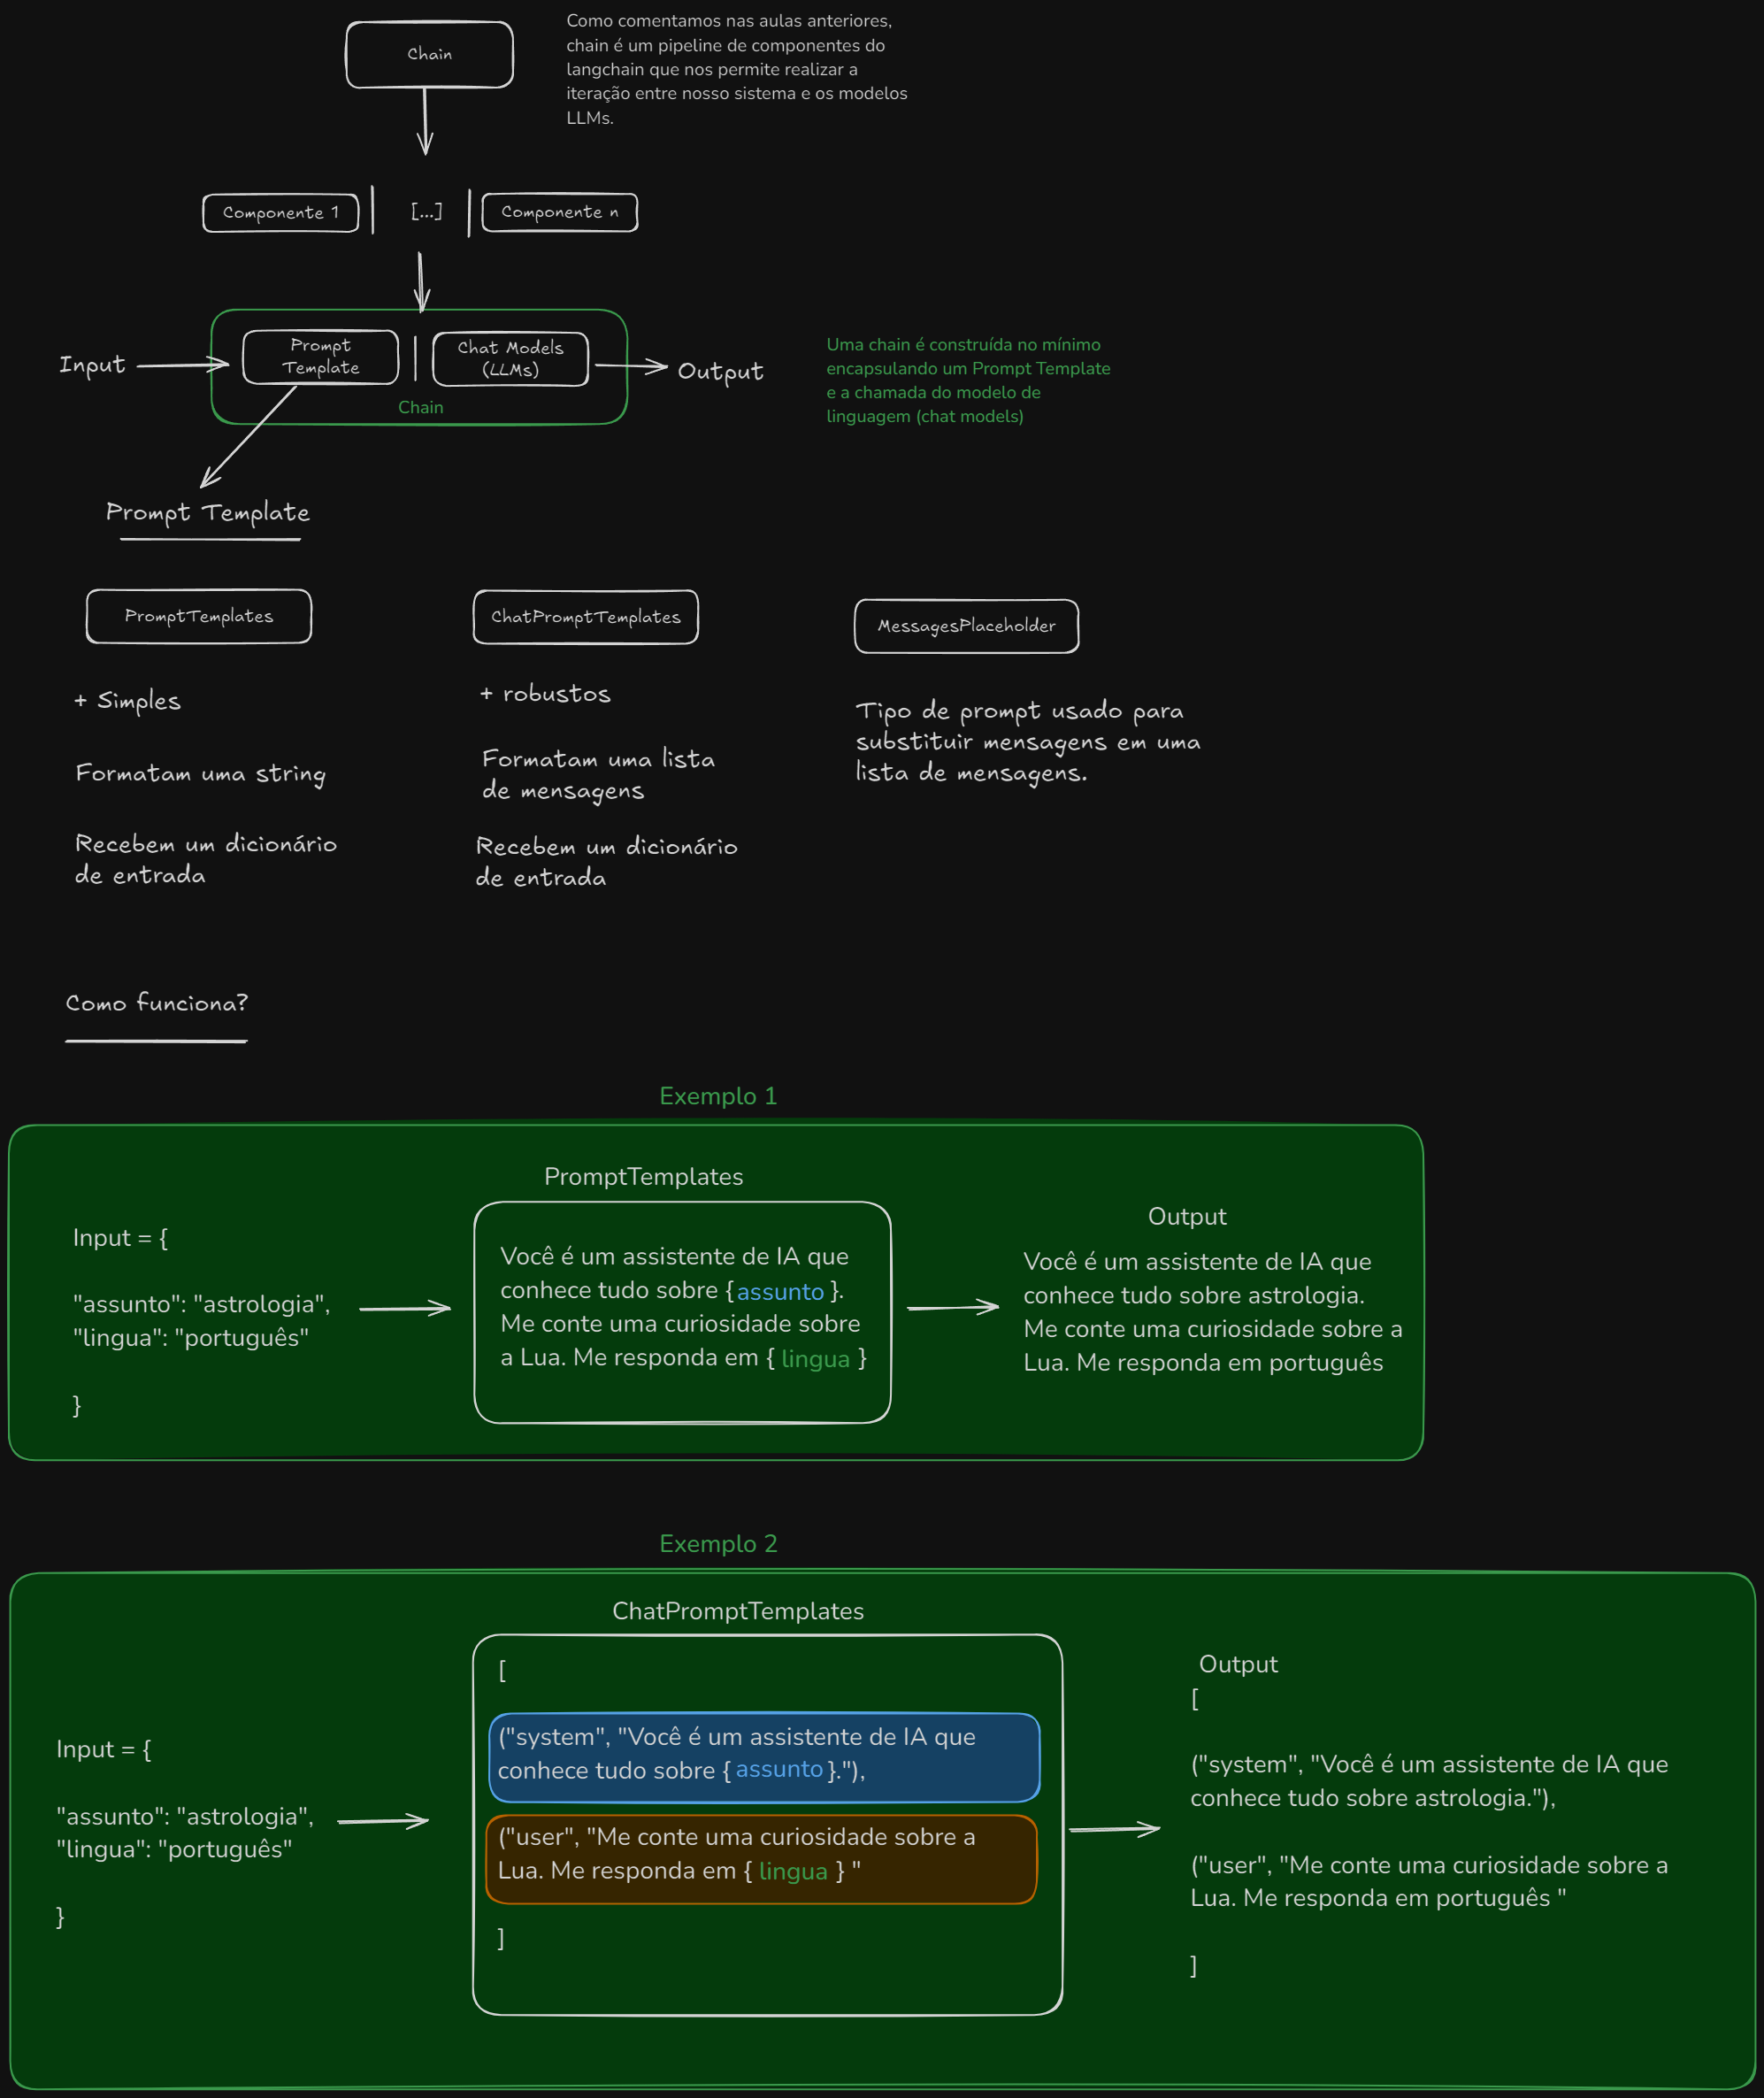 Chain
Como comentamos nas aulas anteriores,
chain é um pipeline de componentes do
langchain que nos permite realizar a
iteração entre nosso sistema e os modelos
LLMs.
Componente 1
[...]
Componente n
Input
Prompt
Template
Chat Models
(LLMs)
Output
Chain
Uma chain é construída no mínimo
encapsulando um Prompt Template
e a chamada do modelo de
linguagem (chat models)
Prompt Template
PromptTemplates
+ Simples
Formatam uma string
Recebem um dicionário
de entrada
ChatPromptTemplates
+ robustos
Formatam uma lista
de mensagens
Recebem um dicionário
de entrada
MessagesPlaceholder
Tipo de prompt usado para
substituir mensagens em uma
lista de mensagens.
Como funciona?
Exemplo 1
Input = {
"assunto": "astrologia",
"lingua": "português"
}
PromptTemplates
Você é um assistente de IA que
conhece tudo sobre {assunto}.
Me conte uma curiosidade sobre
a Lua. Me responda em { lingua }
Output
Você é um assistente de IA que
conhece tudo sobre astrologia.
Me conte uma curiosidade sobre a
Lua. Me responda em português
Exemplo 2
Input = {
"assunto": "astrologia",
"lingua": "português"
}
ChatPromptTemplates
[
("system", "Você é um assistente de IA que
conhece tudo sobre {assunto}."),
("user", "Me conte uma curiosidade sobre a
Lua. Me responda em { lingua } "
]
Output
[
("system", "Você é um assistente de IA que
conhece tudo sobre astrologia."),
("user", "Me conte uma curiosidade sobre a
Lua. Me responda em português "
]